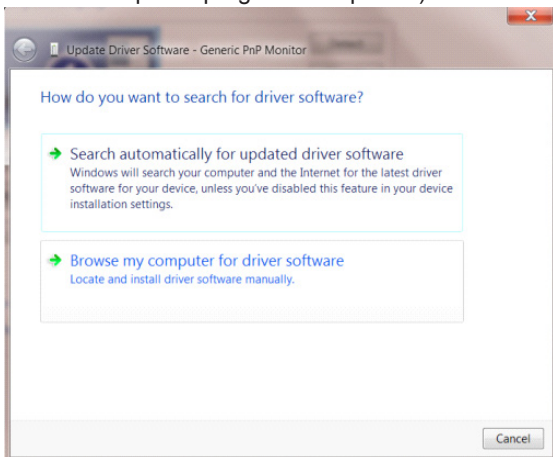 Update Driver Software - Generic PnP Monitor
How do you want to search for driver software?
Search automatically for updated driver software
Windows will search your computer and the Internet for the latest driver
software for your device, unless you've disabled this feature in your device
installation settings.
Browse my computer for driver software
Locate and install driver software manually.
Cancel